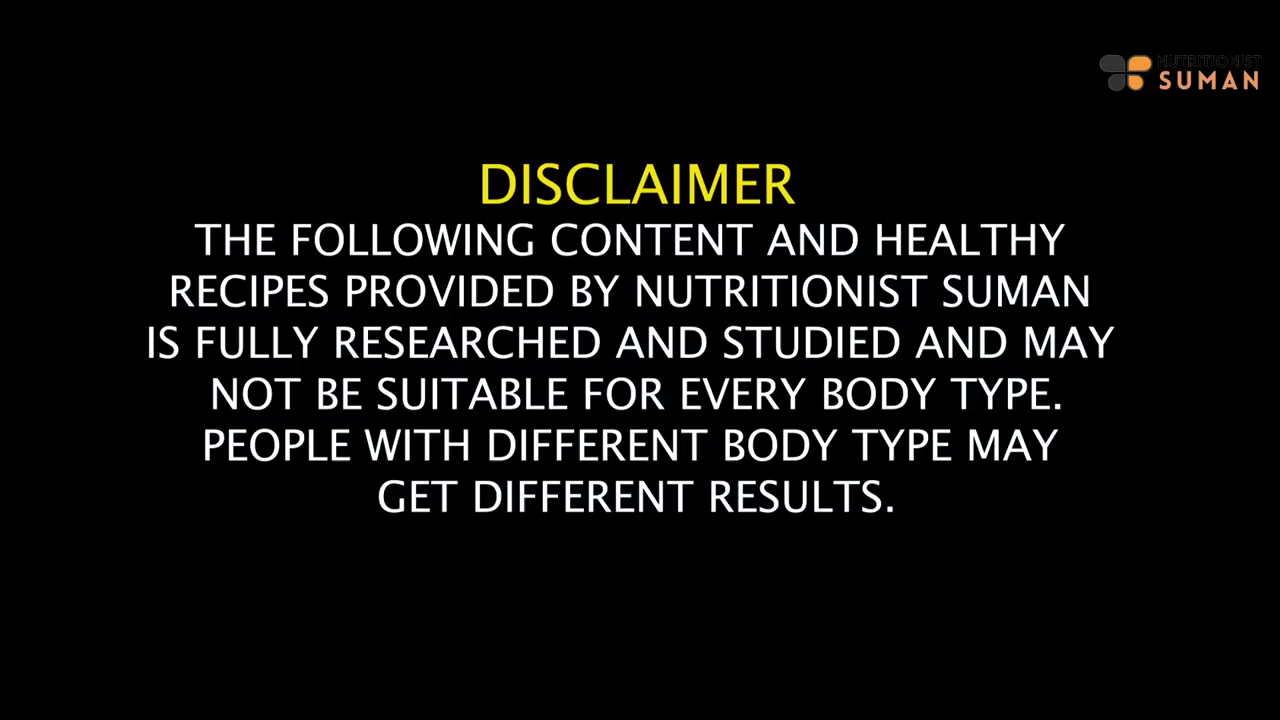 NUTRITIONIST
SUMAN
DISCLAIMER
THE FOLLOWING CONTENT AND HEALTHY
RECIPES PROVIDED BY NUTRITIONIST SUMAN
IS FULLY RESEARCHED AND STUDIED AND MAY
NOT BE SUITABLE FOR EVERY BODY TYPE.
PEOPLE WITH DIFFERENT BODY TYPE MAY
GET DIFFERENT RESULTS.